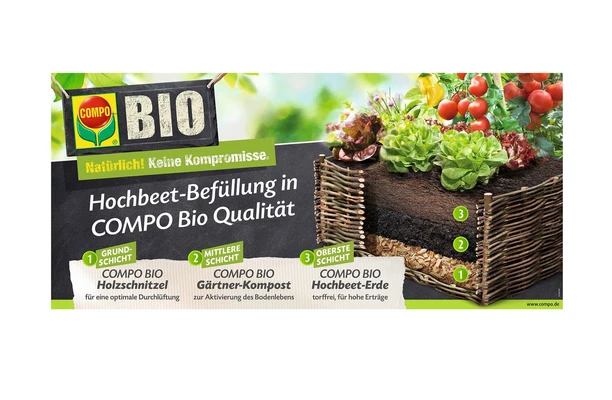 COMPO
BIO
Natürlich! Keine Kompromisse.
Hochbeet-Befüllung in
COMPO Bio Qualität
1 GRUND-
SCHICHT
COMPO BIO
Holzschnitzel
für eine optimale Durchlüftung
2 MITTLERE
SCHICHT
COMPO BIO
Gärtner-Kompost
zur Aktivierung des Bodenlebens
3 OBERSTE
SCHICHT
COMPO BIO
Hochbeet-Erde
torffrei, für hohe Erträge
3
2
1
www.compo.de